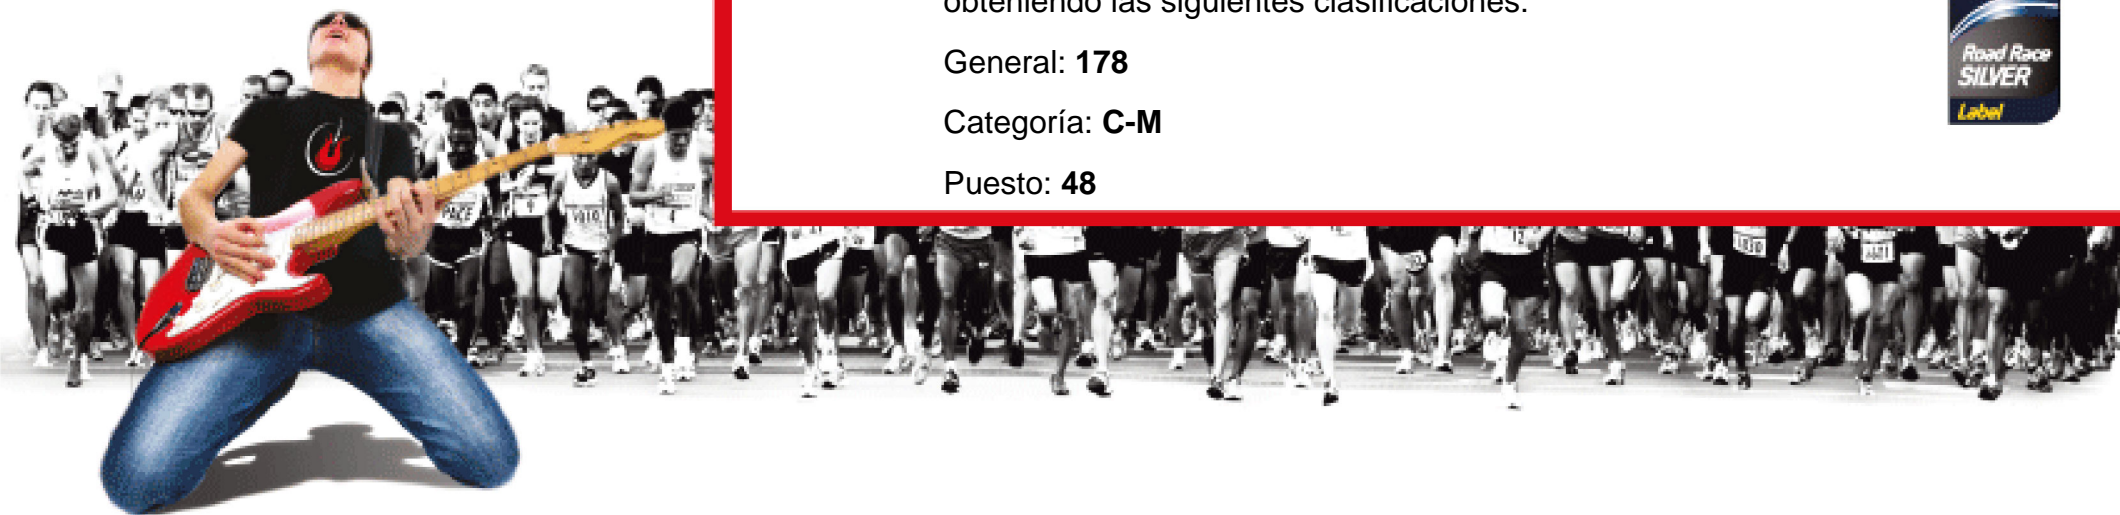 obteniendo las siguientes clasificaciones:
General: 178
Categoría: C-M
Puesto: 48
Road Race
SILVER
Label
PACE